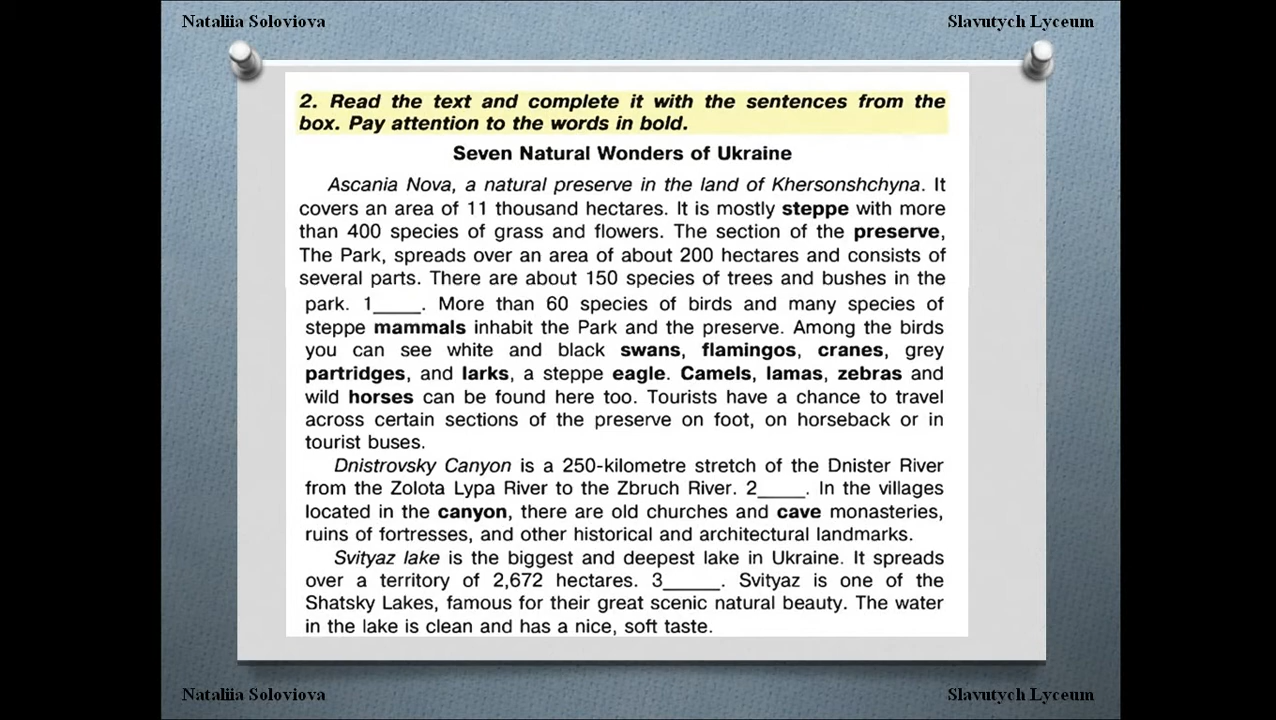 Nataliia Soloviova
Slavutych Lyceum
2. Read the text and complete it with the sentences from the
box. Pay attention to the words in bold.
Seven Natural Wonders of Ukraine
Ascania Nova, a natural preserve in the land of Khersonshchyna. It
covers an area of 11 thousand hectares. It is mostly steppe with more
than 400 species of grass and flowers. The section of the preserve,
The Park, spreads over an area of about 200 hectares and consists of
several parts. There are about 150 species of trees and bushes in the
park. 1_____. More than 60 species of birds and many species of
steppe mammals inhabit the Park and the preserve. Among the birds
you can see white and black swans, flamingos, cranes, grey
partridges, and larks, a steppe eagle. Camels, lamas, zebras and
wild horses can be found here too. Tourists have a chance to travel
across certain sections of the preserve on foot, on horseback or in
tourist buses.
Dnistrovsky Canyon is a 250-kilometre stretch of the Dnister River
from the Zolota Lypa River to the Zbruch River. 2_____. In the villages
located in the canyon, there are old churches and cave monasteries,
ruins of fortresses, and other historical and architectural landmarks.
Svityaz lake is the biggest and deepest lake in Ukraine. It spreads
over a territory of 2,672 hectares. 3______. Svityaz is one of the
Shatsky Lakes, famous for their great scenic natural beauty. The water
in the lake is clean and has a nice, soft taste.
Nataliia Soloviova
Slavutych Lyceum